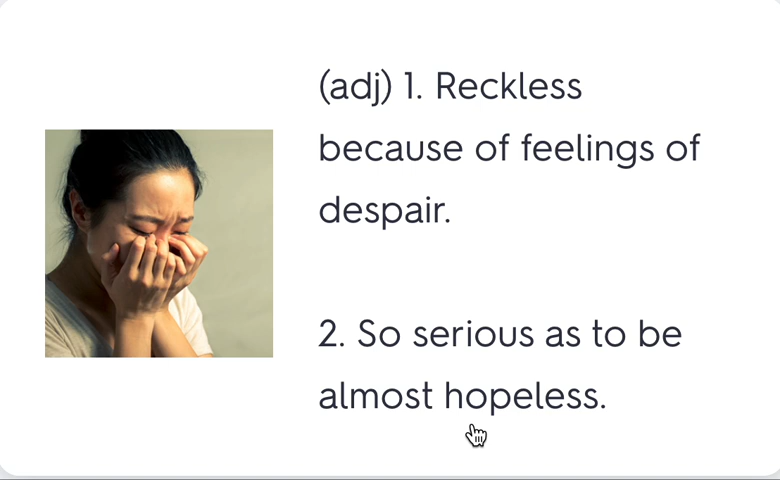 (adj) 1. Reckless
because of feelings of
despair.
2. So serious as to be
almost hopeless.